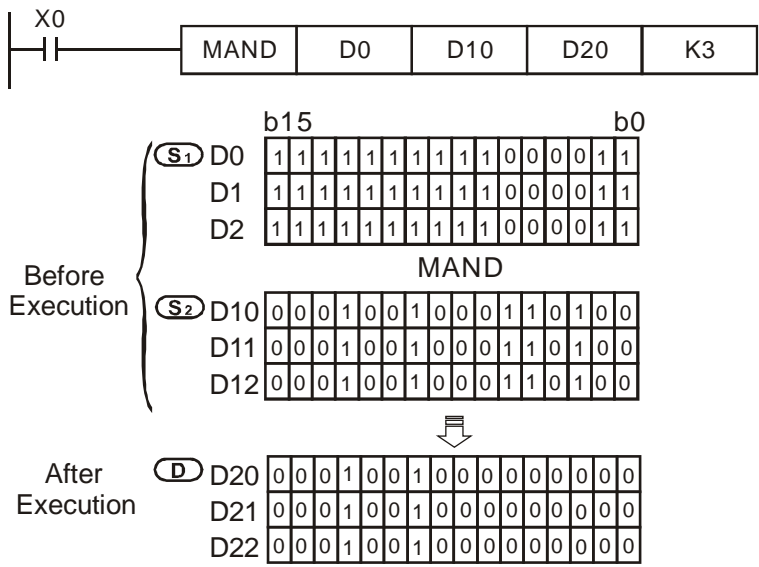 X0
MAND D0 D10 D20 K3
b15 b0
S1 D0 1 1 1 1 1 1 1 1 1 1 0 0 0 0 1 1
D1 1 1 1 1 1 1 1 1 1 1 0 0 0 0 1 1
D2 1 1 1 1 1 1 1 1 1 1 0 0 0 0 1 1
MAND
Before
Execution
S2 D10 0 0 0 1 0 0 1 0 0 0 1 1 0 1 0 0
D11 0 0 0 1 0 0 1 0 0 0 1 1 0 1 0 0
D12 0 0 0 1 0 0 1 0 0 0 1 1 0 1 0 0
After
Execution
D D20 0 0 0 1 0 0 1 0 0 0 0 0 0 0 0 0
D21 0 0 0 1 0 0 1 0 0 0 0 0 0 0 0 0
D22 0 0 0 1 0 0 1 0 0 0 0 0 0 0 0 0